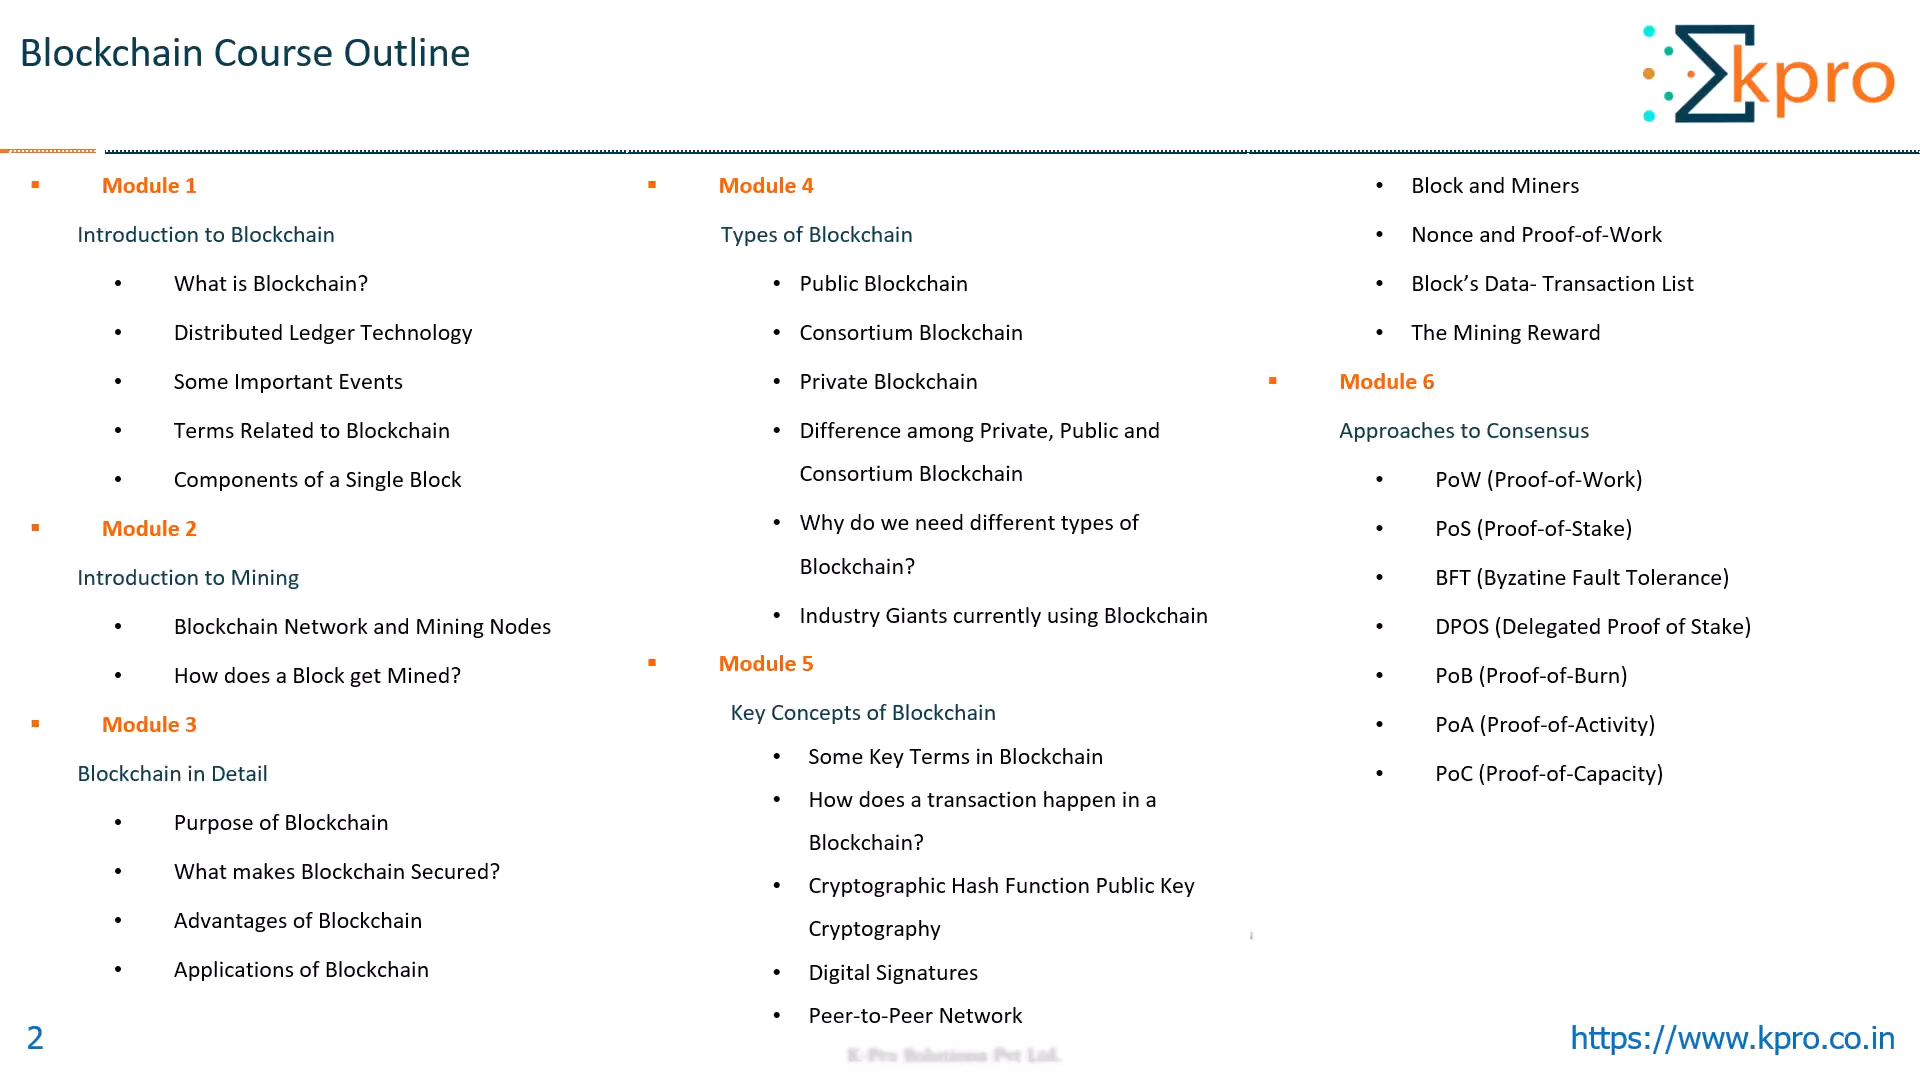 Blockchain Course Outline
kpro
Module 1
Introduction to Blockchain
• What is Blockchain?
• Distributed Ledger Technology
• Some Important Events
• Terms Related to Blockchain
• Components of a Single Block
Module 2
Introduction to Mining
• Blockchain Network and Mining Nodes
• How does a Block get Mined?
Module 3
Blockchain in Detail
• Purpose of Blockchain
• What makes Blockchain Secured?
• Advantages of Blockchain
• Applications of Blockchain
Module 4
Types of Blockchain
• Public Blockchain
• Consortium Blockchain
• Private Blockchain
• Difference among Private, Public and
Consortium Blockchain
• Why do we need different types of
Blockchain?
• Industry Giants currently using Blockchain
Module 5
Key Concepts of Blockchain
• Some Key Terms in Blockchain
• How does a transaction happen in a
Blockchain?
• Cryptographic Hash Function Public Key
Cryptography
• Digital Signatures
• Peer-to-Peer Network
• Block and Miners
• Nonce and Proof-of-Work
• Block’s Data- Transaction List
• The Mining Reward
Module 6
Approaches to Consensus
• PoW (Proof-of-Work)
• PoS (Proof-of-Stake)
• BFT (Byzatine Fault Tolerance)
• DPOS (Delegated Proof of Stake)
• PoB (Proof-of-Burn)
• PoA (Proof-of-Activity)
• PoC (Proof-of-Capacity)
2
K-Pro Solutions Pvt Ltd.
https://www.kpro.co.in